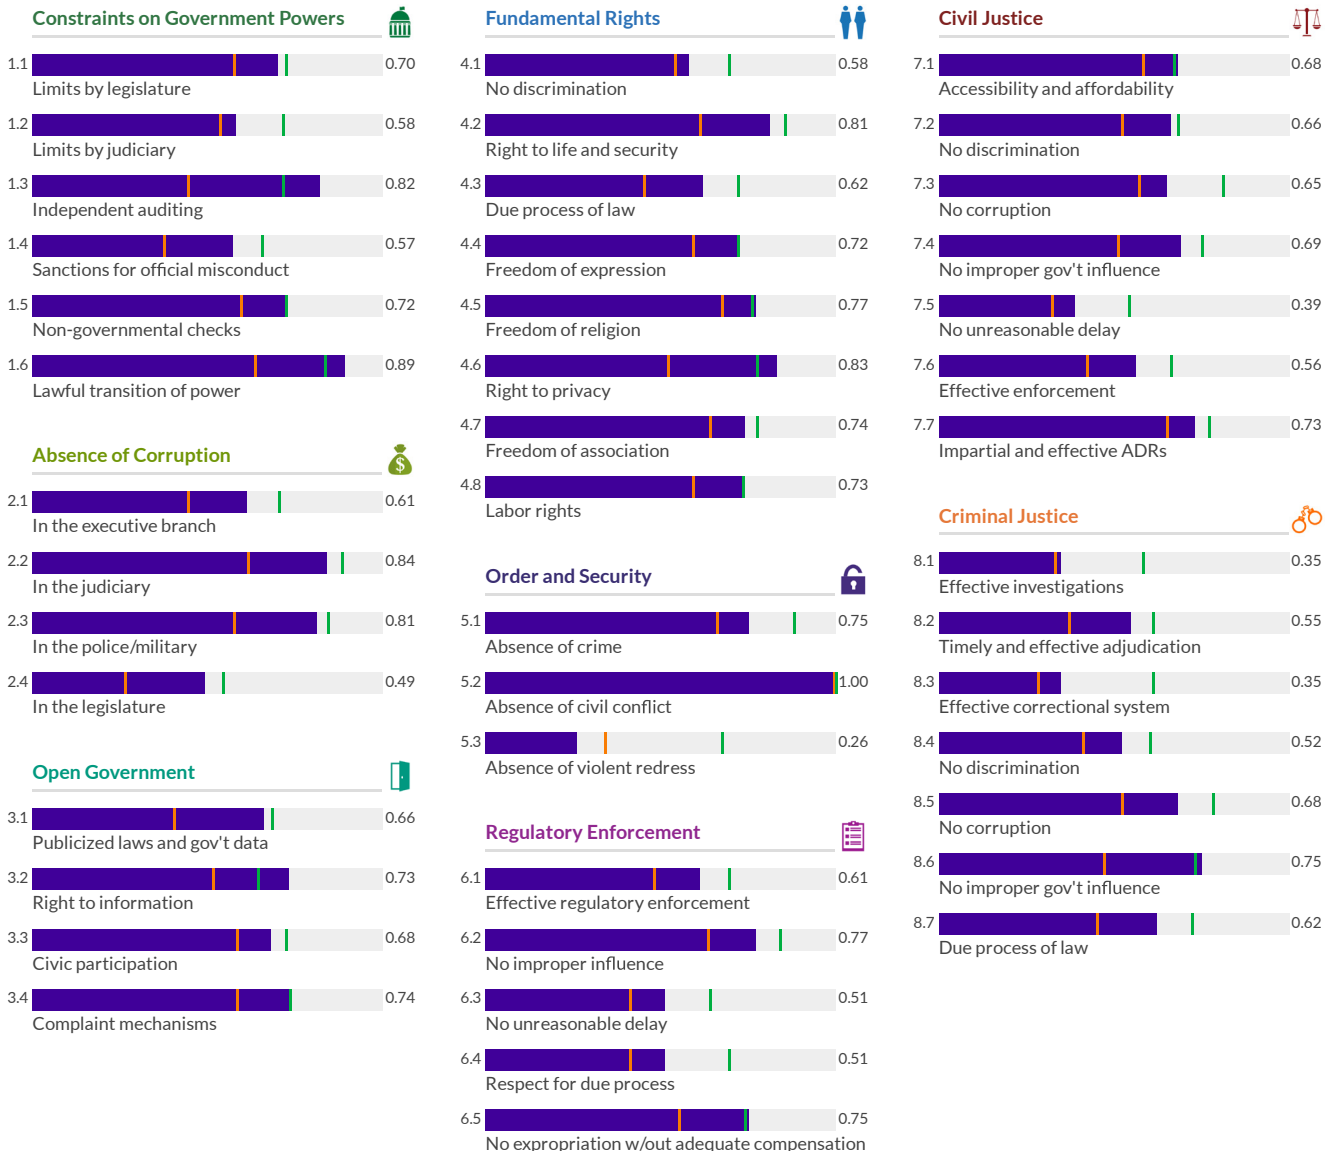 Constraints on Government Powers
1.1 0.70
Limits by legislature
1.2 0.58
Limits by judiciary
1.3 0.82
Independent auditing
1.4 0.57
Sanctions for official misconduct
1.5 0.72
Non-governmental checks
1.6 0.89
Lawful transition of power
Absence of Corruption
$
2.1 0.61
In the executive branch
2.2 0.84
In the judiciary
2.3 0.81
In the police/military
2.4 0.49
In the legislature
Open Government
3.1 0.66
Publicized laws and gov't data
3.2 0.73
Right to information
3.3 0.68
Civic participation
3.4 0.74
Complaint mechanisms
Fundamental Rights
4.1 0.58
No discrimination
4.2 0.81
Right to life and security
4.3 0.62
Due process of law
4.4 0.72
Freedom of expression
4.5 0.77
Freedom of religion
4.6 0.83
Right to privacy
4.7 0.74
Freedom of association
4.8 0.73
Labor rights
Order and Security
5.1 0.75
Absence of crime
5.2 1.00
Absence of civil conflict
5.3 0.26
Absence of violent redress
Regulatory Enforcement
6.1 0.61
Effective regulatory enforcement
6.2 0.77
No improper influence
6.3 0.51
No unreasonable delay
6.4 0.51
Respect for due process
6.5 0.75
No expropriation w/out adequate compensation
Civil Justice
7.1 0.68
Accessibility and affordability
7.2 0.66
No discrimination
7.3 0.65
No corruption
7.4 0.69
No improper gov't influence
7.5 0.39
No unreasonable delay
7.6 0.56
Effective enforcement
7.7 0.73
Impartial and effective ADRs
Criminal Justice
8.1 0.35
Effective investigations
8.2 0.55
Timely and effective adjudication
8.3 0.35
Effective correctional system
8.4 0.52
No discrimination
8.5 0.68
No corruption
8.6 0.75
No improper gov't influence
8.7 0.62
Due process of law